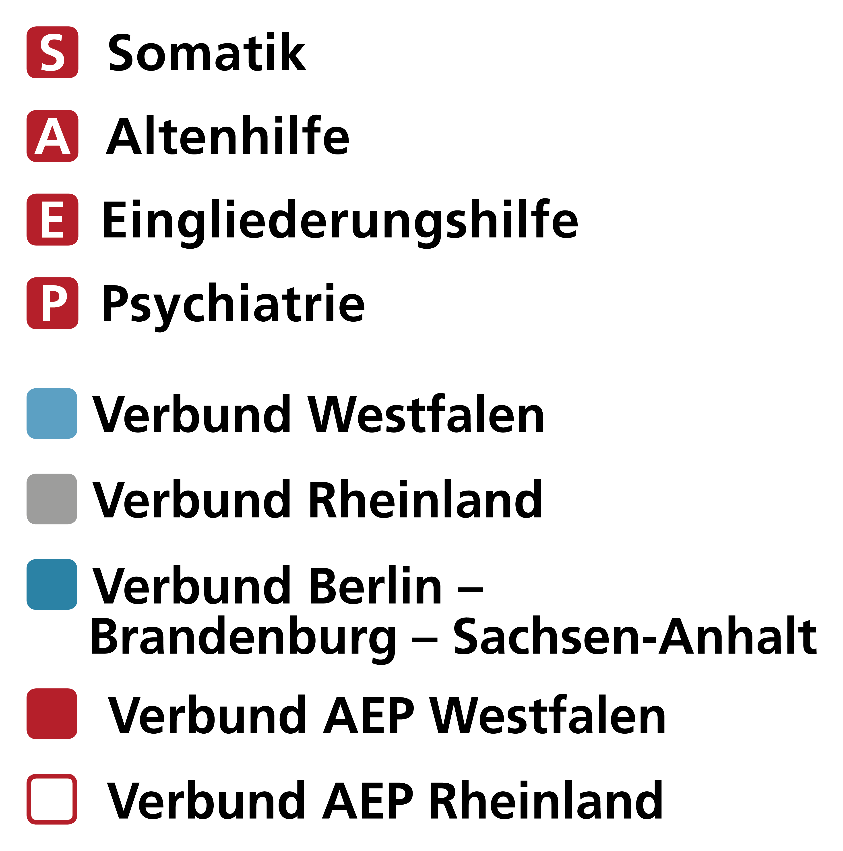 S Somatik
A Altenhilfe
E Eingliederungshilfe
P Psychiatrie
Verbund Westfalen
Verbund Rheinland
Verbund Berlin –
Brandenburg – Sachsen-Anhalt
Verbund AEP Westfalen
Verbund AEP Rheinland